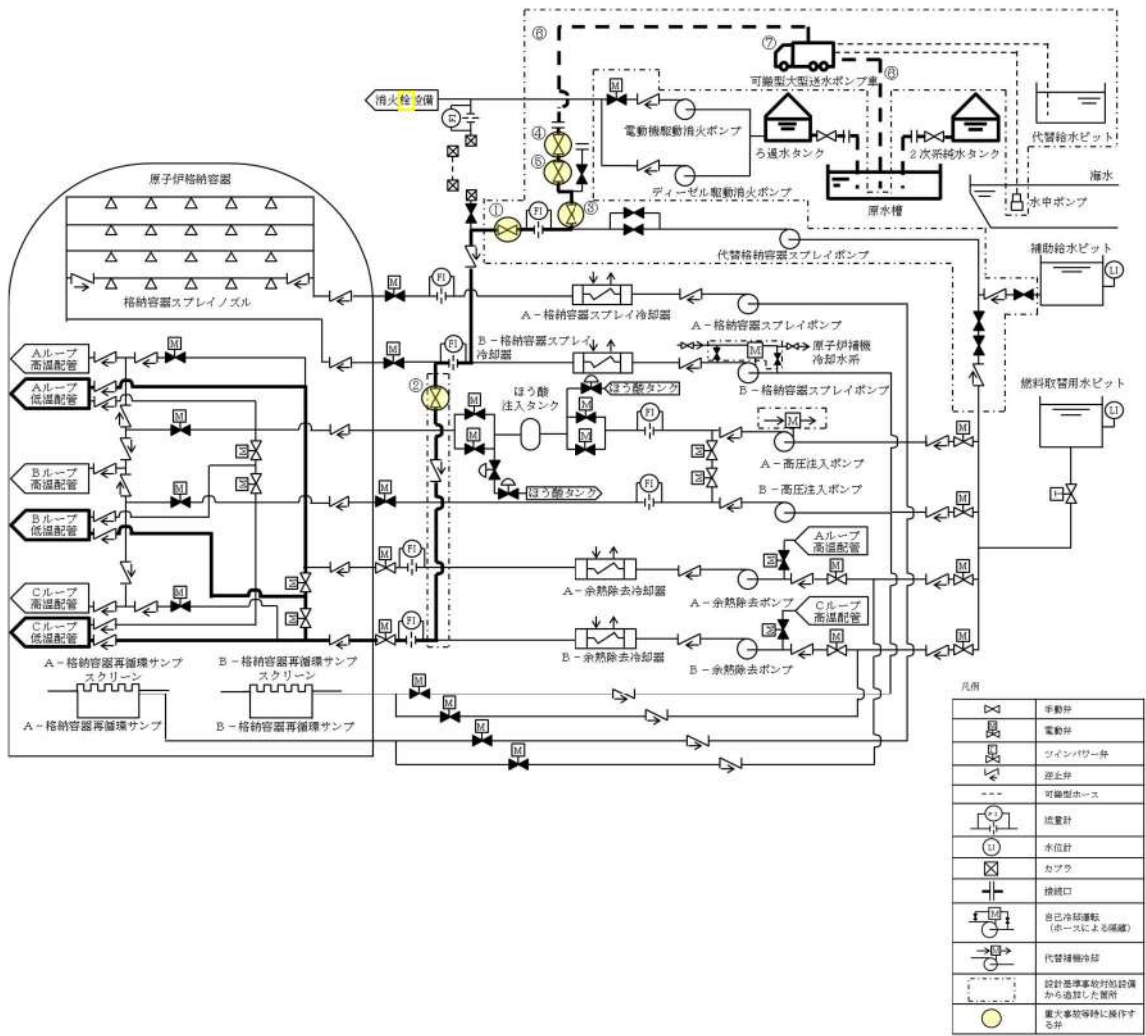 ⑥
⑦
可搬型大型送水ポンプ車
⑧
消火栓設備
FI
M
電動機駆動消火ポンプ
ろ過水タンク
2次系純水タンク
代替給水ピット
④
⑤
ディーゼル駆動消火ポンプ
原水槽
海水
水中ポンプ
原子炉格納容器
①
FI
③
代替格納容器スプレイポンプ
補助給水ピット
LI
格納容器スプレイノズル
M
FI
A-格納容器スプレイ冷却器
A-格納容器スプレイポンプ
B-格納容器スプレイ
冷却器
原子炉補機
冷却水系
M
FI
M
B-格納容器スプレイポンプ
Aループ
高温配管
M
Aループ
低温配管
②
ほう酸
注入タンク
ほう酸タンク
燃料取替用水ピット
LI
M
M
M
M
M
FI
M
M
A-高圧注入ポンプ
M
Bループ
高温配管
M
M
ほう酸タンク
M
B-高圧注入ポンプ
M
M
FI
M
Bループ
低温配管
Aループ
高温配管
M
FI
M
M
M
M
A-余熱除去冷却器
A-余熱除去ポンプ
Cループ
高温配管
M
M
Cループ
高温配管
Cループ
低温配管
M
FI
M
M
M
B-余熱除去冷却器
B-余熱除去ポンプ
A-格納容器再循環サンプ
スクリーン
B-格納容器再循環サンプ
スクリーン
A-格納容器再循環サンプ
B-格納容器再循環サンプ
M
M
M
M
凡例
手動弁
M
電動弁
ツインパワー弁
逆止弁
可搬型ホース
FI
流量計
LI
水位計
カプラ
接続口
M
自己冷却運転
(ホースによる隔離)
M
代替補機冷却
設計基準事故対処設備
から追加した箇所
重大事故等時に操作す
る弁